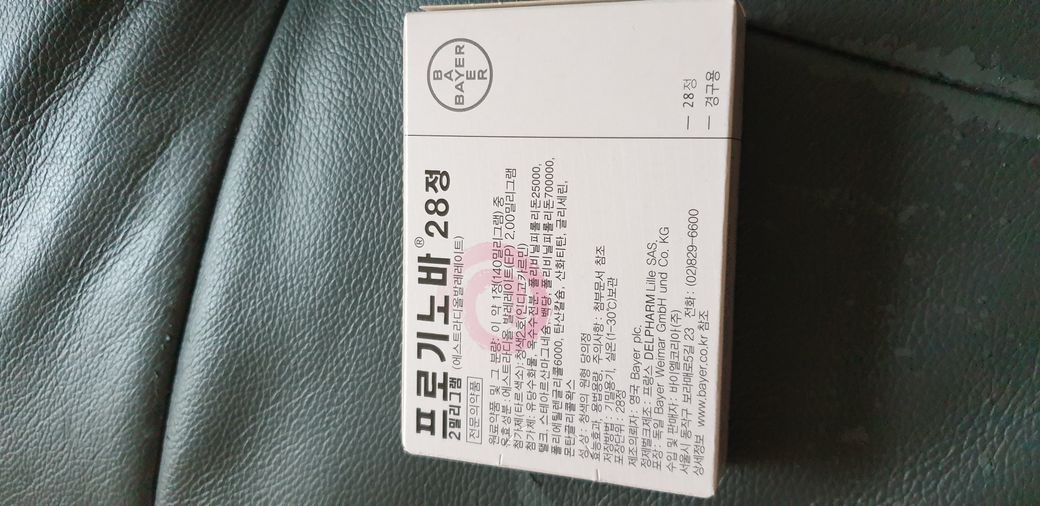 BAYER
BAYER
프로기노바® 28정
2밀리그램 (에스트라디올발레레이트)
전문의약품
원료약품 및 그 분량: 이 약 1정(140밀리그램) 중
유효성분 : 에스트라디올 발레레이트(EP) 2.00밀리그램
첨가제(타르색소): 청색2호(인디고카르민)
첨가제: 유당수화물, 옥수수전분, 폴리비닐피롤리돈25000,
탤크, 스테아르산마그네슘, 백당, 폴리비닐피롤리돈700000,
폴리에틸렌글리콜6000, 탄산칼슘, 산화티탄, 글리세린,
몬탄글리콜왁스
성상 : 청색의 원형 당의정
효능효과, 용법용량, 주의사항: 첨부문서 참조
저장방법 : 기밀용기, 실온(1-30℃)보관
포장단위 : 28정
제조의뢰자 : 영국 Bayer plc.
정제벌크제조 : 프랑스 DELPHARM Lille SAS,
포장 : 독일 Bayer Weimar GmbH und Co. KG
수입 및 판매자 : 바이엘코리아(주)
서울시 동작구 보라매로5길 23 전화 : (02)829-6600
상세정보 www.bayer.co.kr 참조
— 28정
— 경구용